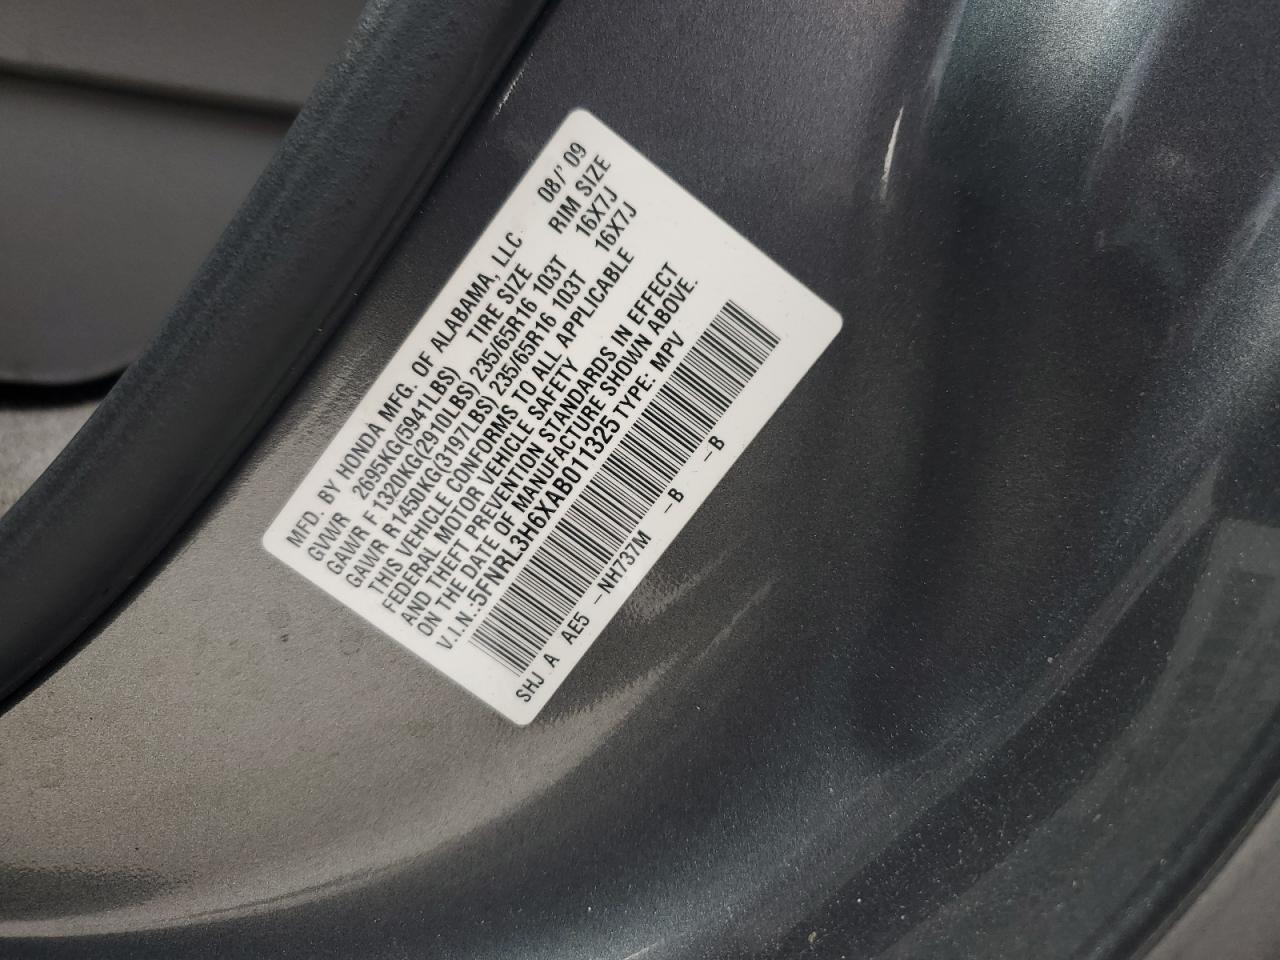 MFD. BY HONDA MFG. OF ALABAMA, LLC 08/' 09
GVWR 2695KG(5941LBS) TIRE SIZE RIM SIZE
GAWR F 1320KG(2910LBS) 235/65R16 103T 16X7J
GAWR R1450KG(3197LBS) 235/65R16 103T 16X7J
THIS VEHICLE CONFORMS TO ALL APPLICABLE
FEDERAL MOTOR VEHICLE SAFETY
AND THEFT PREVENTION STANDARDS IN EFFECT
ON THE DATE OF MANUFACTURE SHOWN ABOVE.
V.I.N.:5FNRL3H6XAB011325 TYPE: MPV
SHJ A AE5 -NH737M -B -B